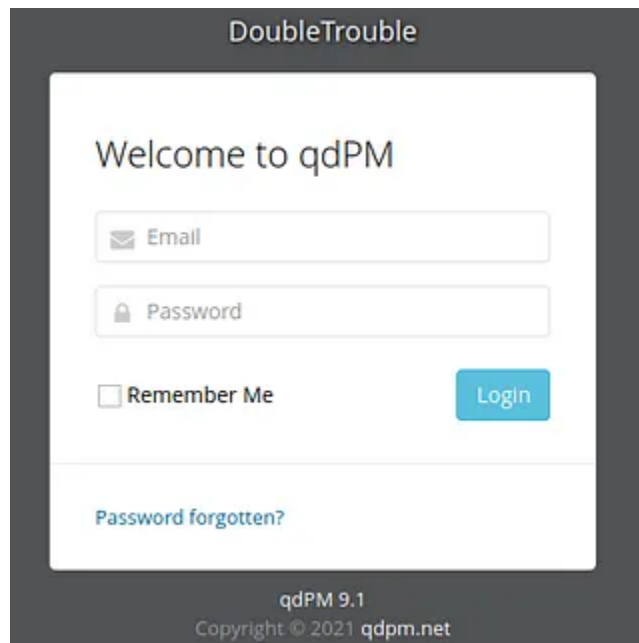 DoubleTrouble
Welcome to qdPM
Email
Password
Remember Me
Login
Password forgotten?
qdPM 9.1
Copyright © 2021 qdpm.net